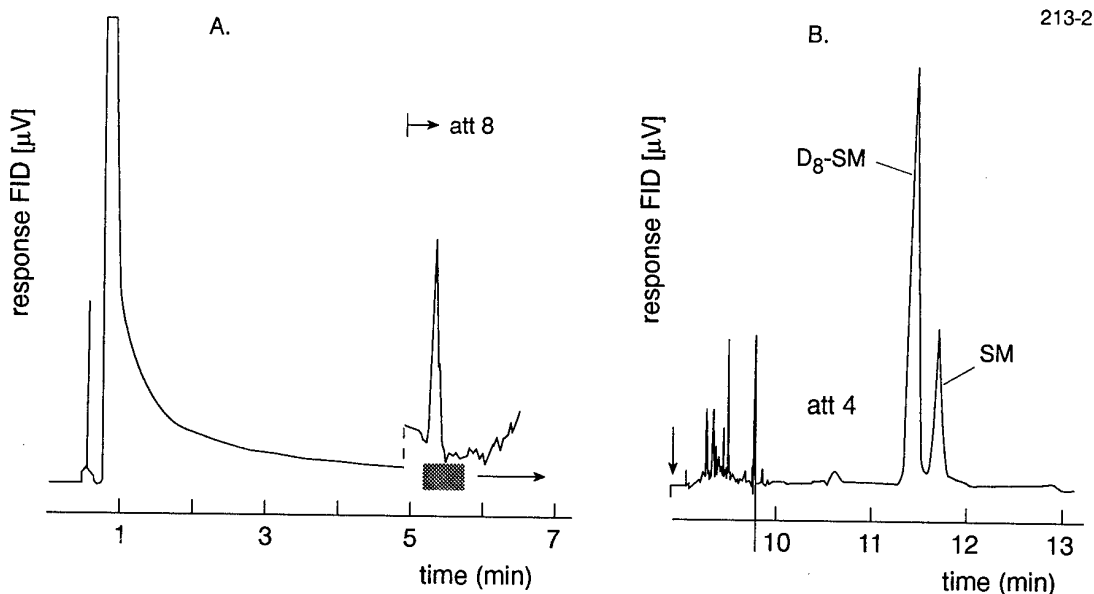 213-2
A.
response FID [µV]
att 8
1 3 5 7
time (min)
B.
response FID [µV]
D8-SM
SM
att 4
10 11 12 13
time (min)